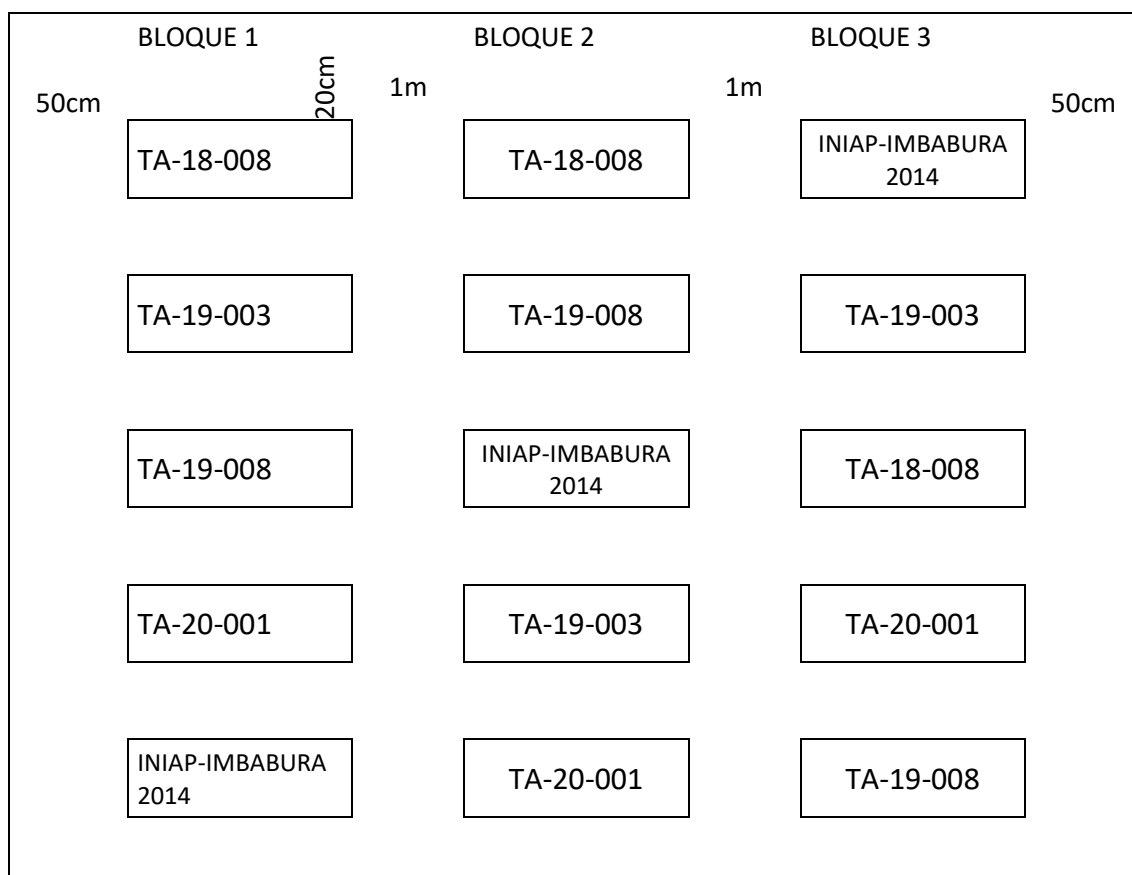 BLOQUE 1 BLOQUE 2 BLOQUE 3
50cm 20cm 1m 1m 50cm
TA-18-008 TA-18-008 INIAP-IMBABURA
2014
TA-19-003 TA-19-008 TA-19-003
TA-19-008 INIAP-IMBABURA
2014 TA-18-008
TA-20-001 TA-19-003 TA-20-001
INIAP-IMBABURA
2014 TA-20-001 TA-19-008